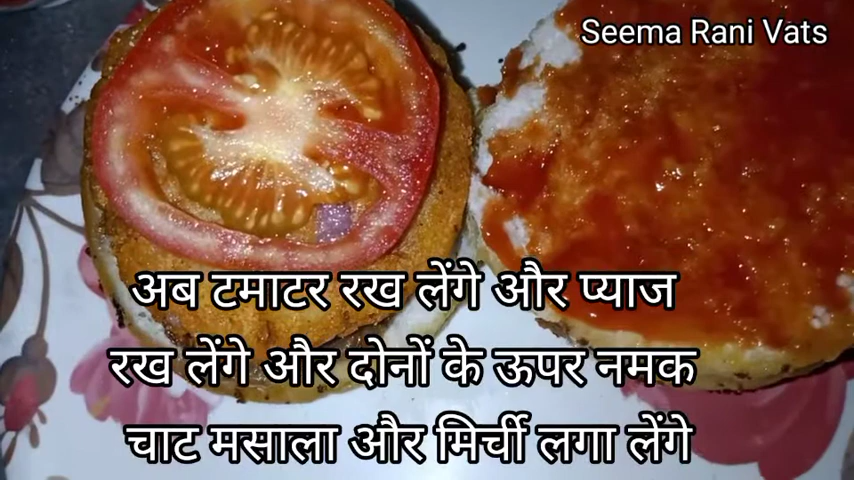 Seema Rani Vats
अब टमाटर रख लेंगे और प्याज
रख लेंगे और दोनों के ऊपर नमक
चाट मसाला और मिर्ची लगा लेंगे